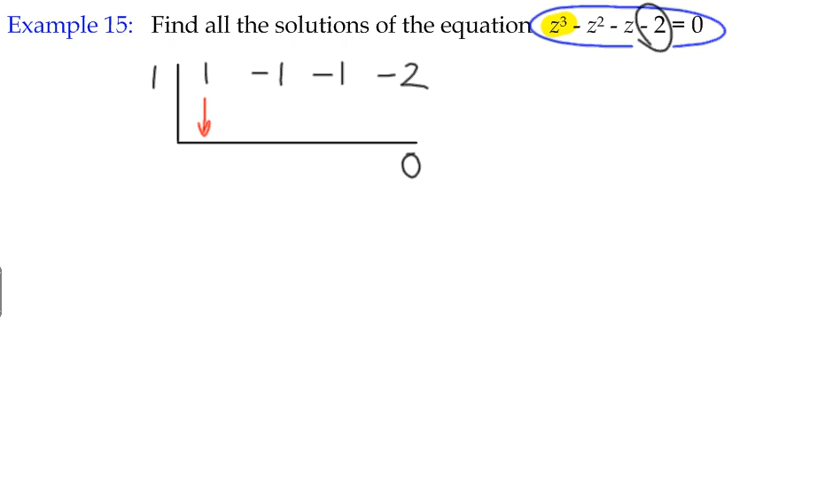 Example 15: Find all the solutions of the equation z³ - z² - z - 2 = 0
1 | 1 -1 -1 -2
0